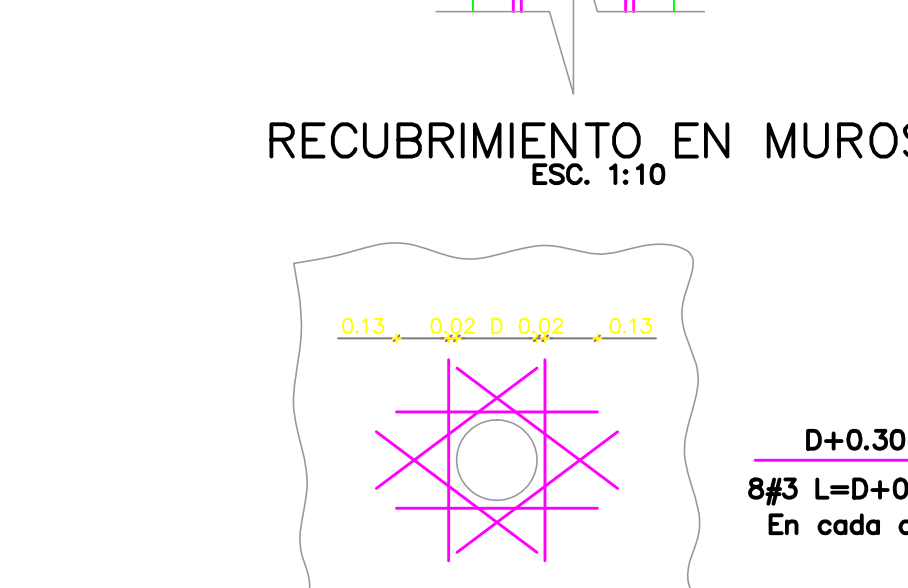 RECUBRIMIENTO EN MUROS
ESC. 1:10
0.13 0.02 D 0.02 0.13
D+0.30
8#3 L=D+0
En cada